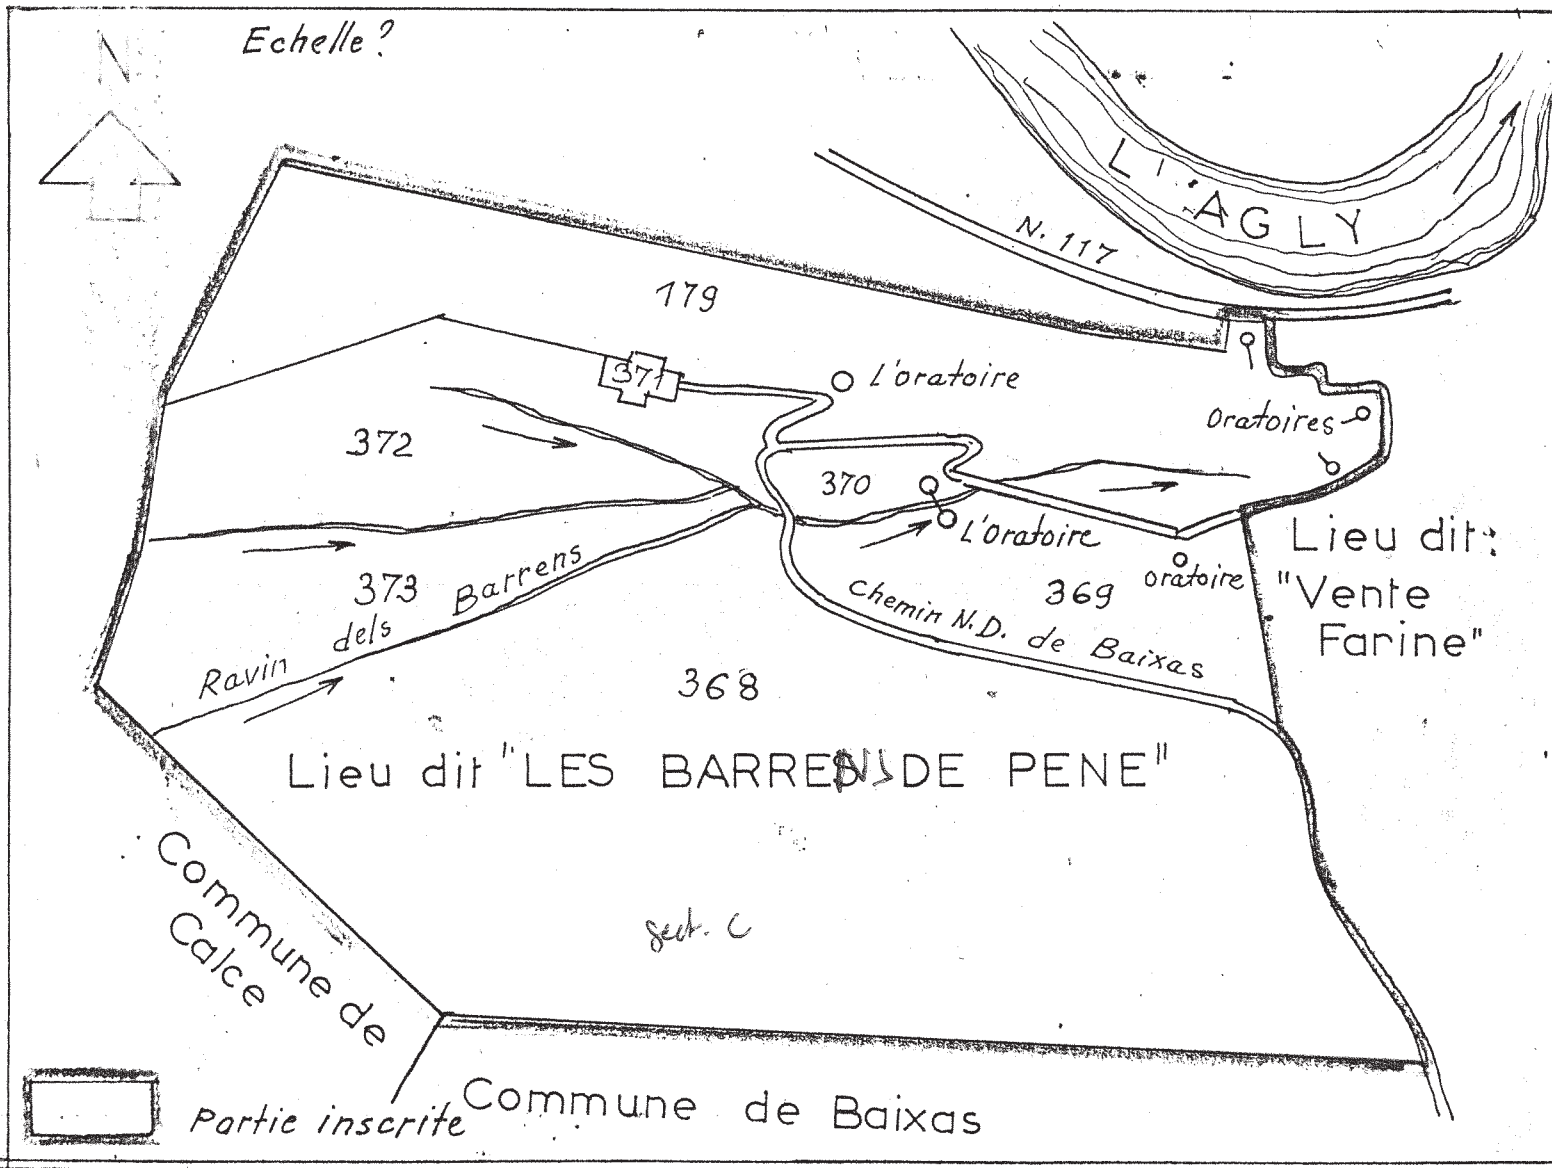 N
Echelle ?
L'AGLY
N. 117
179
371
L'oratoire
Oratoires
372
370
L'Oratoire
oratoire
369
373
Ravin dels Barrens
Chemin N.D. de Baixas
368
Lieu dit :
"Vente
Farine"
Lieu dit "LES BARRENS DE PENE"
sect. C
Commune de
Calce
Partie inscrite
Commune de Baixas